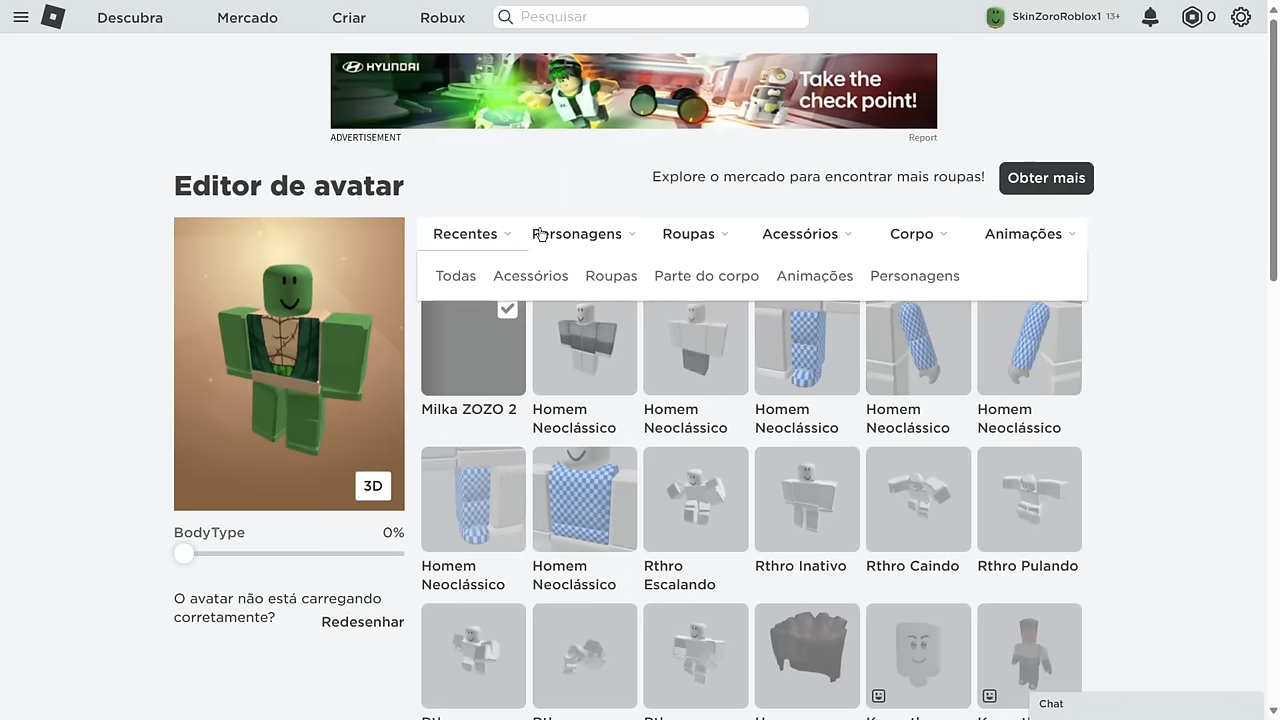 Descubra Mercado Criar Robux Pesquisar SkinZoroRoblox1 13+ 0
HYUNDAI
Take the
check point!
ADVERTISEMENT Report
Editor de avatar
Explore o mercado para encontrar mais roupas! Obter mais
Recentes Personagens Roupas Acessórios Corpo Animações
Todas Acessórios Roupas Parte do corpo Animações Personagens
3D
BodyType 0%
O avatar não está carregando
corretamente? Redesenhar
Milka ZOZO 2
Homem
Neoclássico
Homem
Neoclássico
Homem
Neoclássico
Homem
Neoclássico
Homem
Neoclássico
Homem
Neoclássico
Homem
Neoclássico
Rthro
Escalando
Rthro Inativo
Rthro Caindo
Rthro Pulando
Chat